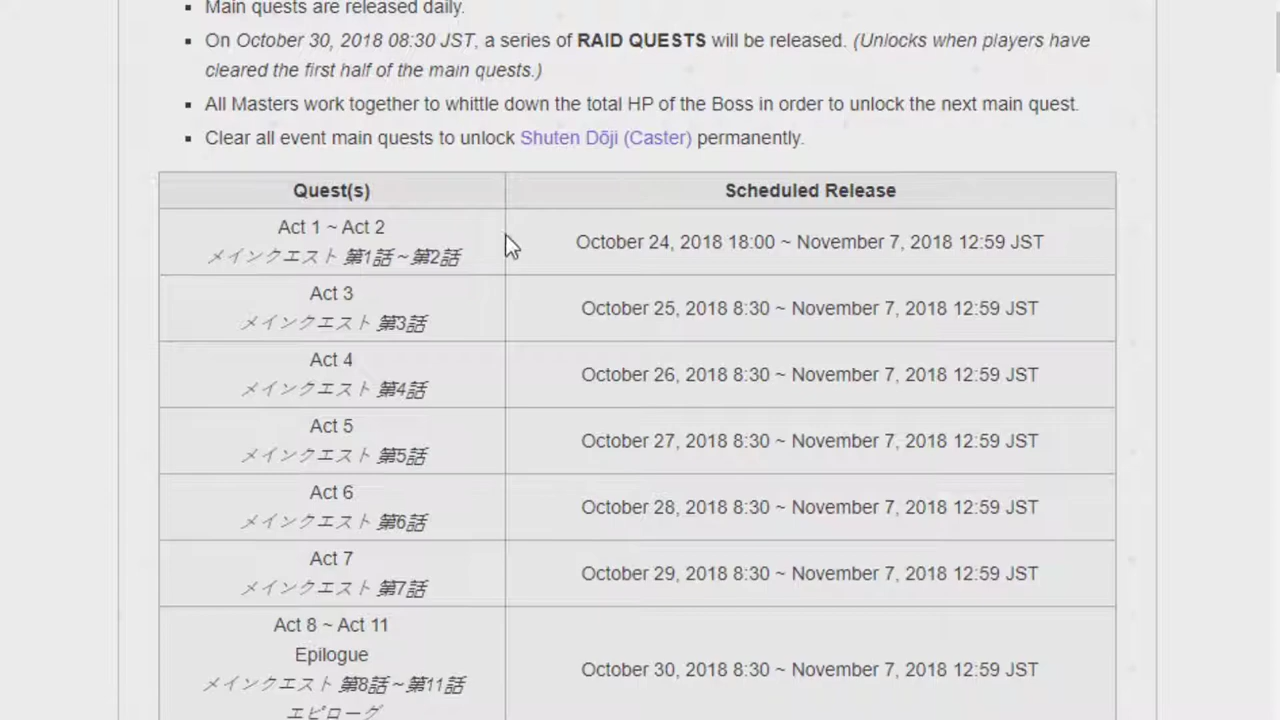 Main quests are released daily.
On October 30, 2018 08:30 JST, a series of RAID QUESTS will be released. (Unlocks when players have
cleared the first half of the main quests.)
All Masters work together to whittle down the total HP of the Boss in order to unlock the next main quest.
Clear all event main quests to unlock Shuten Dōji (Caster) permanently.
Quest(s) Scheduled Release
Act 1 ~ Act 2
メインクエスト 第1話～第2話
October 24, 2018 18:00 ~ November 7, 2018 12:59 JST
Act 3
メインクエスト 第3話
October 25, 2018 8:30 ~ November 7, 2018 12:59 JST
Act 4
メインクエスト 第4話
October 26, 2018 8:30 ~ November 7, 2018 12:59 JST
Act 5
メインクエスト 第5話
October 27, 2018 8:30 ~ November 7, 2018 12:59 JST
Act 6
メインクエスト 第6話
October 28, 2018 8:30 ~ November 7, 2018 12:59 JST
Act 7
メインクエスト 第7話
October 29, 2018 8:30 ~ November 7, 2018 12:59 JST
Act 8 ~ Act 11
Epilogue
メインクエスト 第8話～第11話
エピローグ
October 30, 2018 8:30 ~ November 7, 2018 12:59 JST